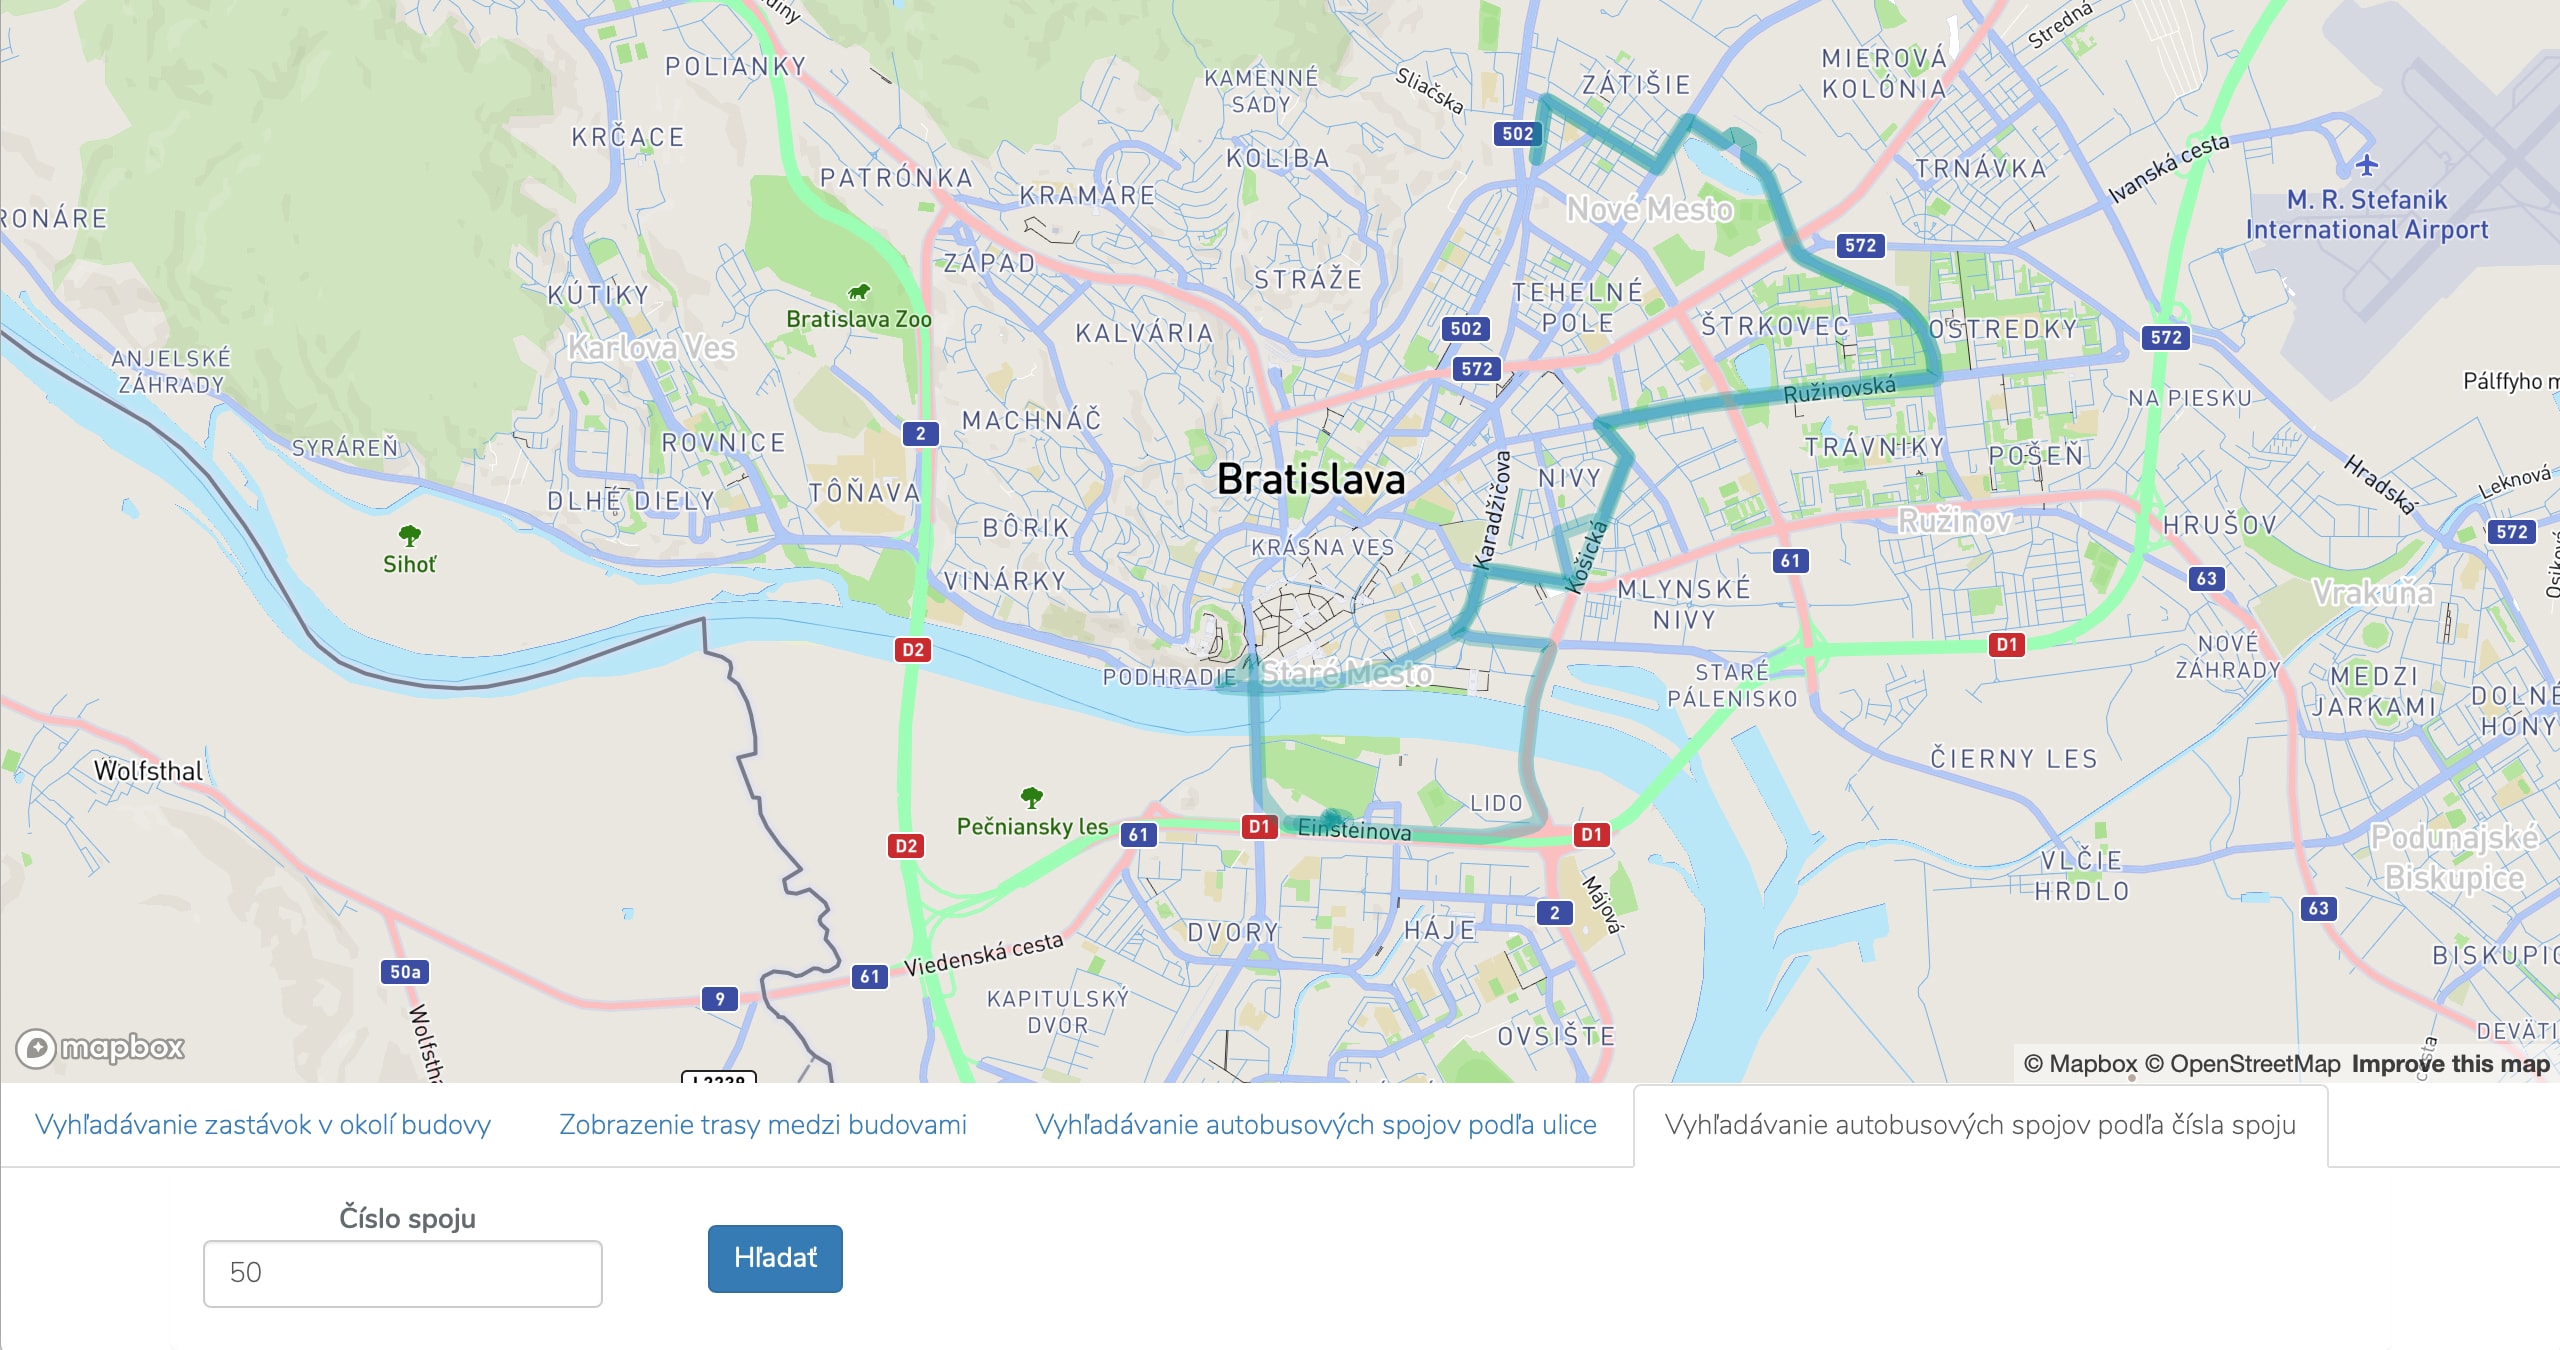 POLIANKY
KAMENNÉ
SADY
Sliačska
ZÁTIŠIE
MIEROVÁ
KOLÓNIA
Stredná
KRČACE
502
KOLIBA
TRNÁVKA
Ivanská cesta
PATRÓNKA
KRAMÁRE
Nové Mesto
M. R. Stefanik
International Airport
RONÁRE
572
ZÁPAD
STRÁŽE
KÚTIKY
TEHELNÉ
POLE
Bratislava Zoo
KALVÁRIA
502
ŠTRKOVEC
OSTREDKY
572
Karlova Ves
ANJELSKÉ
ZÁHRADY
572
Ružinovská
Pálffyho
NA PIESKU
MACHNÁČ
2
SYRÁREŇ
ROVNICE
TRÁVNIKY
POŠEŇ
Bratislava
Karadžičova
NIVY
Hradská
Leknová
DLHÉ DIELY
TÔŇAVA
BÔRIK
KRÁSNA VES
Košická
Ružinov
HRUŠOV
572
Sihoť
VINÁRKY
61
63
MLYNSKÉ
NIVY
Vrakuňa
D2
D1
NOVÉ
ZÁHRADY
PODHRADIE
Staré Mesto
STARÉ
PÁLENISKO
MEDZI
JARKAMI
DOLNÉ
HONY
Wolfsthal
ČIERNY LES
LIDO
Pečniansky les
61
D1
Einsteinova
D1
D2
Podunajské
Biskupice
VLČIE
HRDLO
Májová
2
63
DVORY
HÁJE
Viedenská cesta
BISKUPIC
50a
61
9
KAPITULSKÝ
DVOR
Wolfstha
OVSIŠTE
DEVÄTI
mapbox
© Mapbox © OpenStreetMap Improve this map
Vyhľadávanie zastávok v okolí budovy
Zobrazenie trasy medzi budovami
Vyhľadávanie autobusových spojov podľa ulice
Vyhľadávanie autobusových spojov podľa čísla spoju
Číslo spoju
50
Hľadať